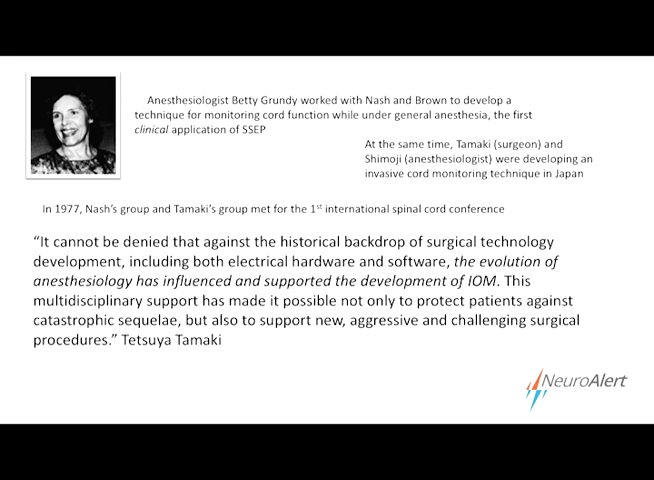 Anesthesiologist Betty Grundy worked with Nash and Brown to develop a
technique for monitoring cord function while under general anesthesia, the first
clinical application of SSEP
At the same time, Tamaki (surgeon) and
Shimoji (anesthesiologist) were developing an
invasive cord monitoring technique in Japan
In 1977, Nash’s group and Tamaki’s group met for the 1st international spinal cord conference
“It cannot be denied that against the historical backdrop of surgical technology
development, including both electrical hardware and software, the evolution of
anesthesiology has influenced and supported the development of IOM. This
multidisciplinary support has made it possible not only to protect patients against
catastrophic sequelae, but also to support new, aggressive and challenging surgical
procedures.” Tetsuya Tamaki
NeuroAlert